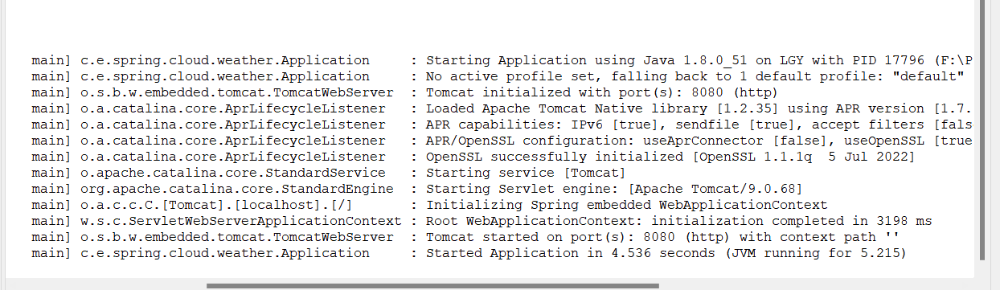 main] c.e.spring.cloud.weather.Application : Starting Application using Java 1.8.0_51 on LGY with PID 17796 (F:\P
main] c.e.spring.cloud.weather.Application : No active profile set, falling back to 1 default profile: "default"
main] o.s.b.w.embedded.tomcat.TomcatWebServer : Tomcat initialized with port(s): 8080 (http)
main] o.a.catalina.core.AprLifecycleListener : Loaded Apache Tomcat Native library [1.2.35] using APR version [1.7.
main] o.a.catalina.core.AprLifecycleListener : APR capabilities: IPv6 [true], sendfile [true], accept filters [fals
main] o.a.catalina.core.AprLifecycleListener : APR/OpenSSL configuration: useAprConnector [false], useOpenSSL [true
main] o.a.catalina.core.AprLifecycleListener : OpenSSL successfully initialized [OpenSSL 1.1.1q  5 Jul 2022]
main] o.apache.catalina.core.StandardService : Starting service [Tomcat]
main] org.apache.catalina.core.StandardEngine : Starting Servlet engine: [Apache Tomcat/9.0.68]
main] o.a.c.c.C.[Tomcat].[localhost].[/] : Initializing Spring embedded WebApplicationContext
main] w.s.c.ServletWebServerApplicationContext : Root WebApplicationContext: initialization completed in 3198 ms
main] o.s.b.w.embedded.tomcat.TomcatWebServer : Tomcat started on port(s): 8080 (http) with context path ''
main] c.e.spring.cloud.weather.Application : Started Application in 4.536 seconds (JVM running for 5.215)